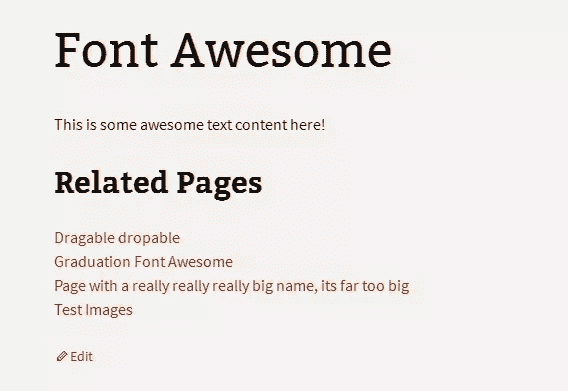 Font Awesome
This is some awesome text content here!
Related Pages
Dragable dropable
Graduation Font Awesome
Page with a really really really big name, its far too big
Test Images
Edit